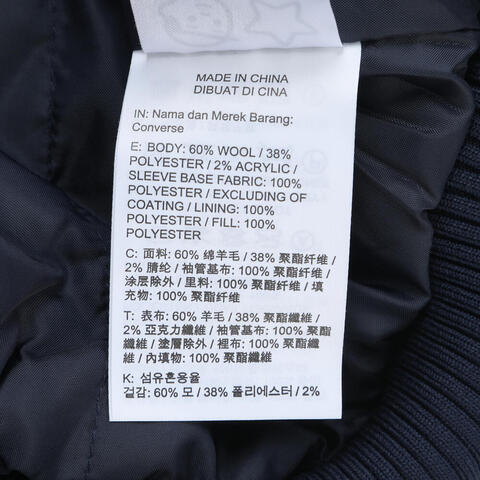 MADE IN CHINA
DIBUAT DI CINA
IN: Nama dan Merek Barang:
Converse
E: BODY: 60% WOOL / 38%
POLYESTER / 2% ACRYLIC /
SLEEVE BASE FABRIC: 100%
POLYESTER / EXCLUDING OF
COATING / LINING: 100%
POLYESTER / FILL: 100%
POLYESTER
C: 面料: 60% 绵羊毛 / 38% 聚酯纤维 /
2% 腈纶 / 袖管基布: 100% 聚酯纤维 /
涂层除外 / 里料: 100% 聚酯纤维 / 填
充物: 100% 聚酯纤维
T: 表布: 60% 羊毛 / 38% 聚酯纖維 /
2% 亞克力纖維 / 袖管基布: 100% 聚酯
纖維 / 塗層除外 / 裡布: 100% 聚酯纖
維 / 內填物: 100% 聚酯纖維
K: 섬유혼용율
겉감: 60% 모 / 38% 폴리에스터 / 2%